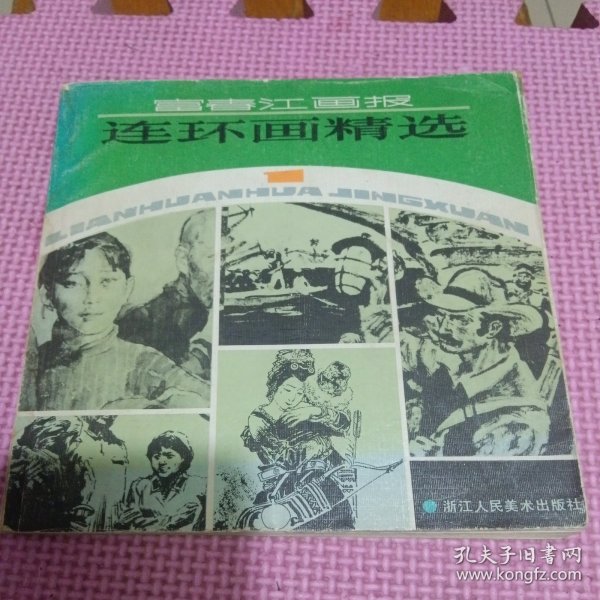 富春江画报
连环画精选
1
LIANHUANHUA JINGXUAN
浙江人民美术出版社
孔夫子旧书网
www.kongfz.com